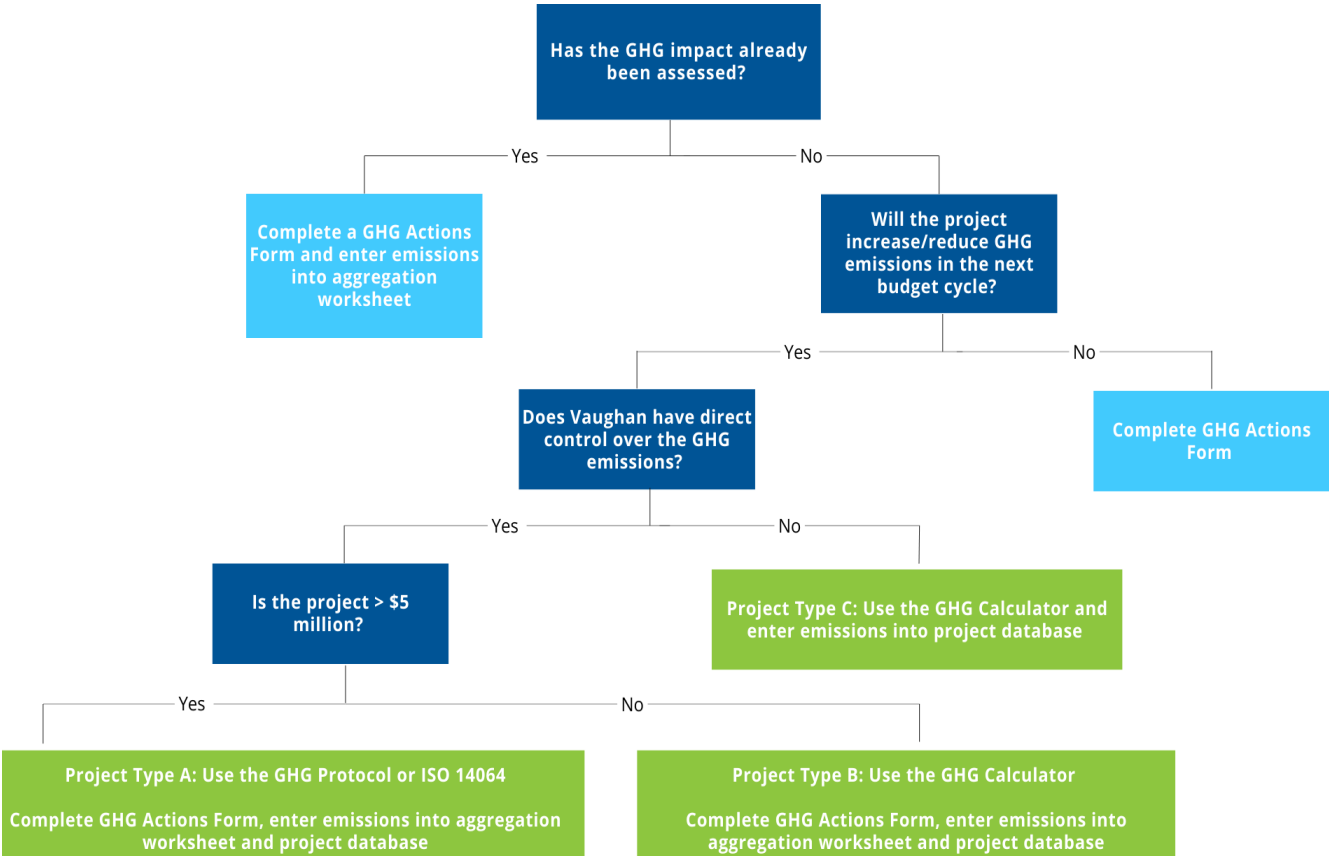 Has the GHG impact already
been assessed?
Yes
No
Complete a GHG Actions
Form and enter emissions
into aggregation
worksheet
Will the project
increase/reduce GHG
emissions in the next
budget cycle?
Yes
No
Does Vaughan have direct
control over the GHG
emissions?
Complete GHG Actions
Form
Yes
No
Is the project > $5
million?
Project Type C: Use the GHG Calculator and
enter emissions into project database
Yes
No
Project Type A: Use the GHG Protocol or ISO 14064
Complete GHG Actions Form, enter emissions into aggregation
worksheet and project database
Project Type B: Use the GHG Calculator
Complete GHG Actions Form, enter emissions into
aggregation worksheet and project database